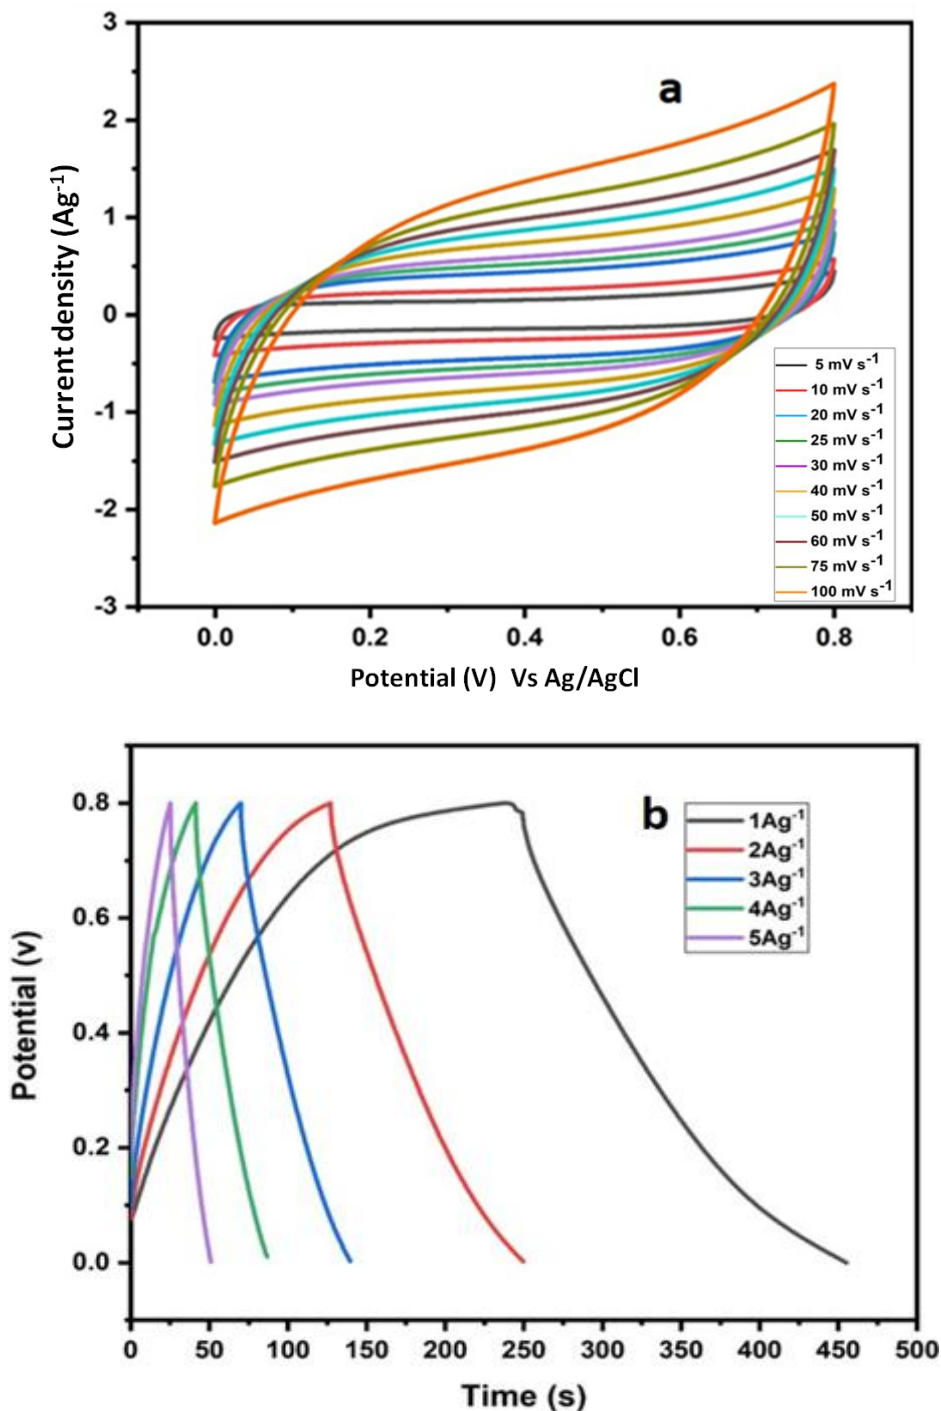 a
3
2
1
0
-1
-2
-3
Current density (Ag⁻¹)
5 mV s⁻¹
10 mV s⁻¹
20 mV s⁻¹
25 mV s⁻¹
30 mV s⁻¹
40 mV s⁻¹
50 mV s⁻¹
60 mV s⁻¹
75 mV s⁻¹
100 mV s⁻¹
0.0 0.2 0.4 0.6 0.8
Potential (V) Vs Ag/AgCl
b
0.8
0.6
0.4
0.2
0.0
Potential (v)
1Ag⁻¹
2Ag⁻¹
3Ag⁻¹
4Ag⁻¹
5Ag⁻¹
0 50 100 150 200 250 300 350 400 450 500
Time (s)